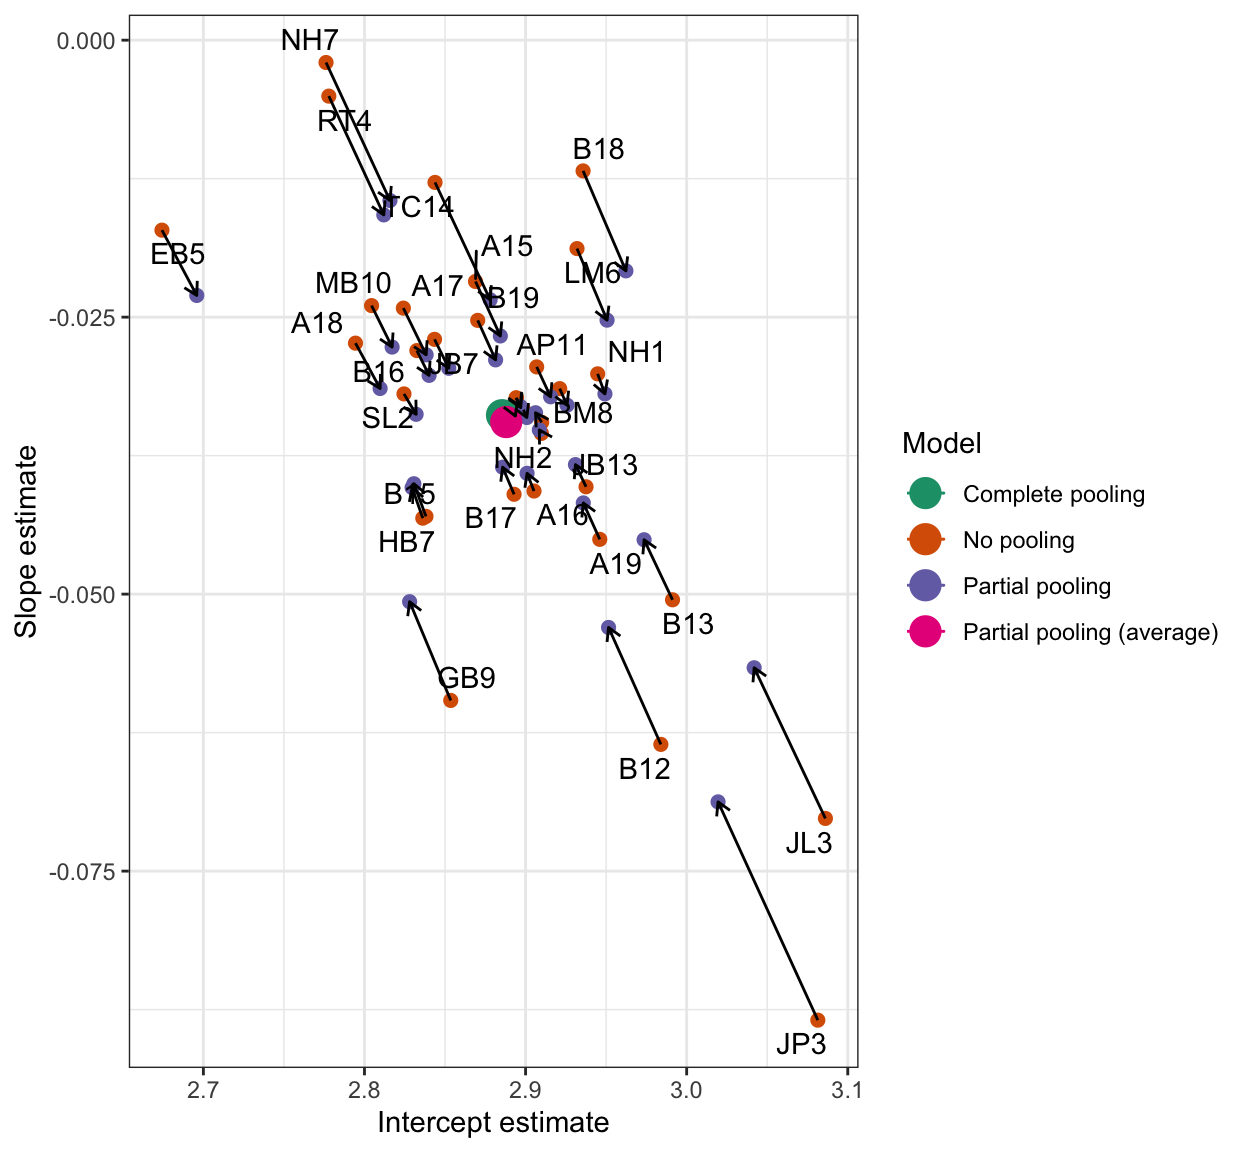 0.000
-0.025
-0.050
-0.075
Slope estimate
NH7
RT4
B18
TC14
EB5
A15
LM6
MB10
A17
B19
A18
AP11
NH1
B16
JB7
SL2
BM8
NH2
JB13
B15
B17
A16
HB7
A19
B13
GB9
B12
JL3
JP3
2.7
2.8
2.9
3.0
3.1
Intercept estimate
Model
Complete pooling
No pooling
Partial pooling
Partial pooling (average)